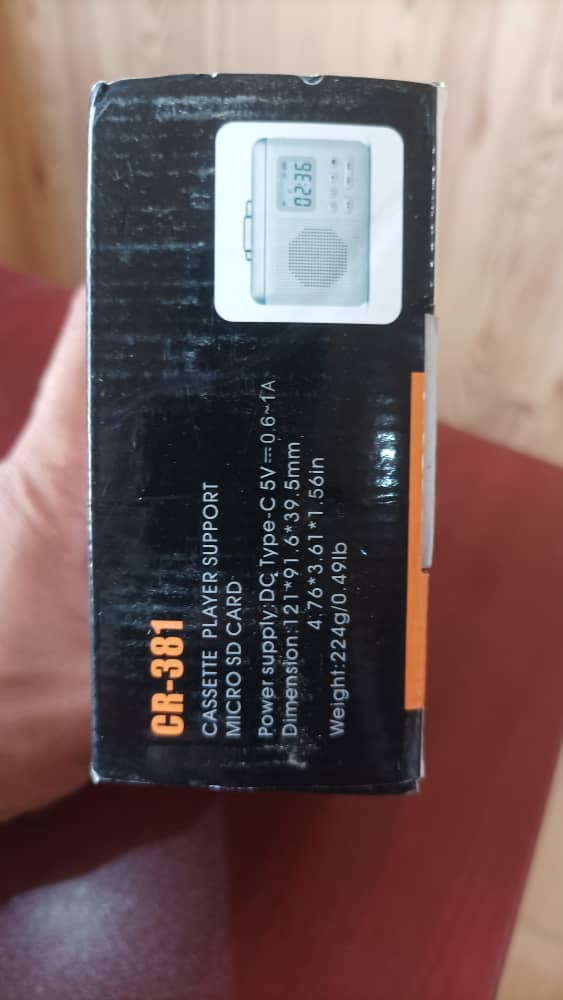 02:36
CR-381
CASSETTE PLAYER SUPPORT
MICRO SD CARD
Power supply:DC Type-C 5V⎓0.6~1A
Dimension:121*91.6*39.5mm
4.76*3.61*1.56in
Weight:224g/0.49lb